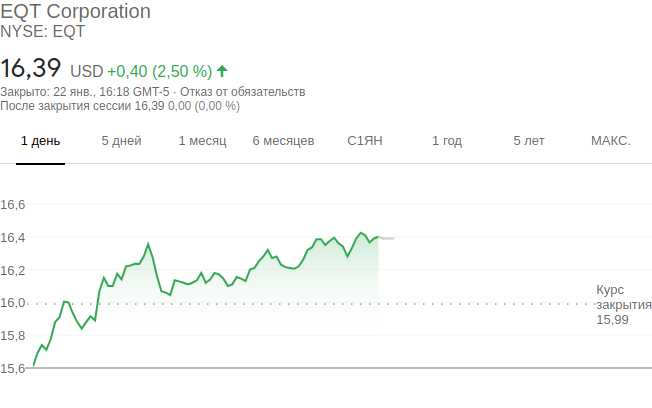 EQT Corporation
NYSE: EQT
16,39 USD +0,40 (2,50 %)
Закрыто: 22 янв., 16:18 GMT-5 · Отказ от обязательств
После закрытия сессии 16,39 0,00 (0,00 %)
1 день 5 дней 1 месяц 6 месяцев С1ЯН 1 год 5 лет МАКС.
16,6
16,4
16,2
16,0
15,8
15,6
Курс
закрытия
15,99